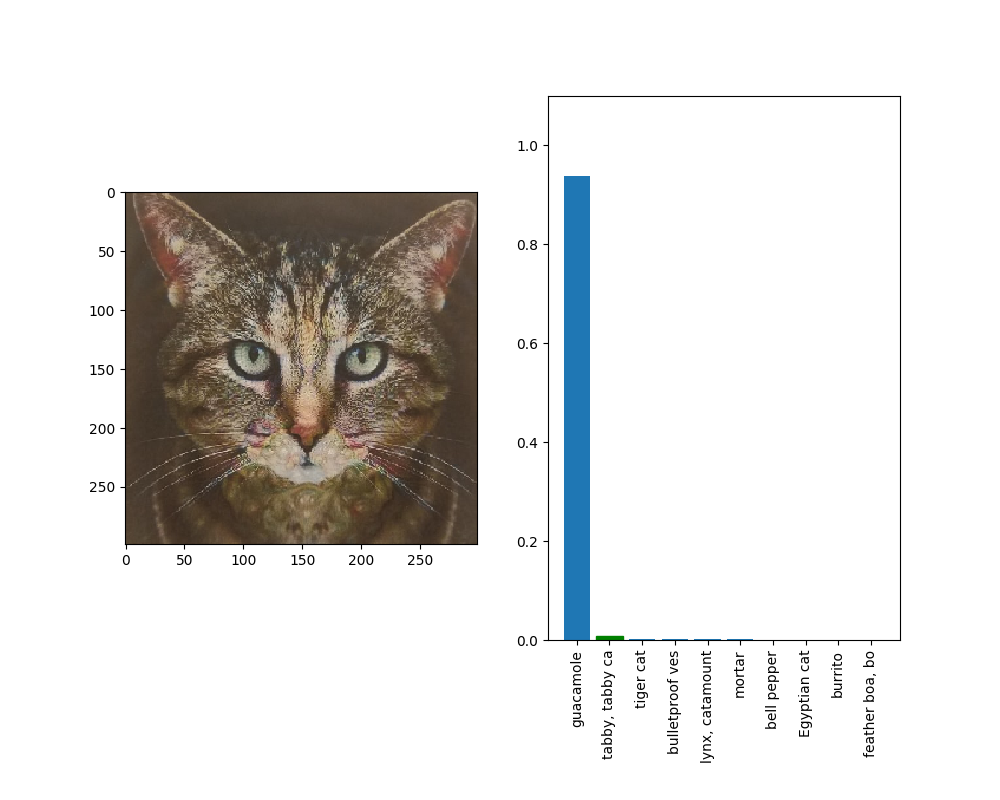 0
50
100
150
200
250
0 50 100 150 200 250
1.0
0.8
0.6
0.4
0.2
0.0
guacamole
tabby, tabby ca
tiger cat
bulletproof ves
lynx, catamount
mortar
bell pepper
Egyptian cat
burrito
feather boa, bo